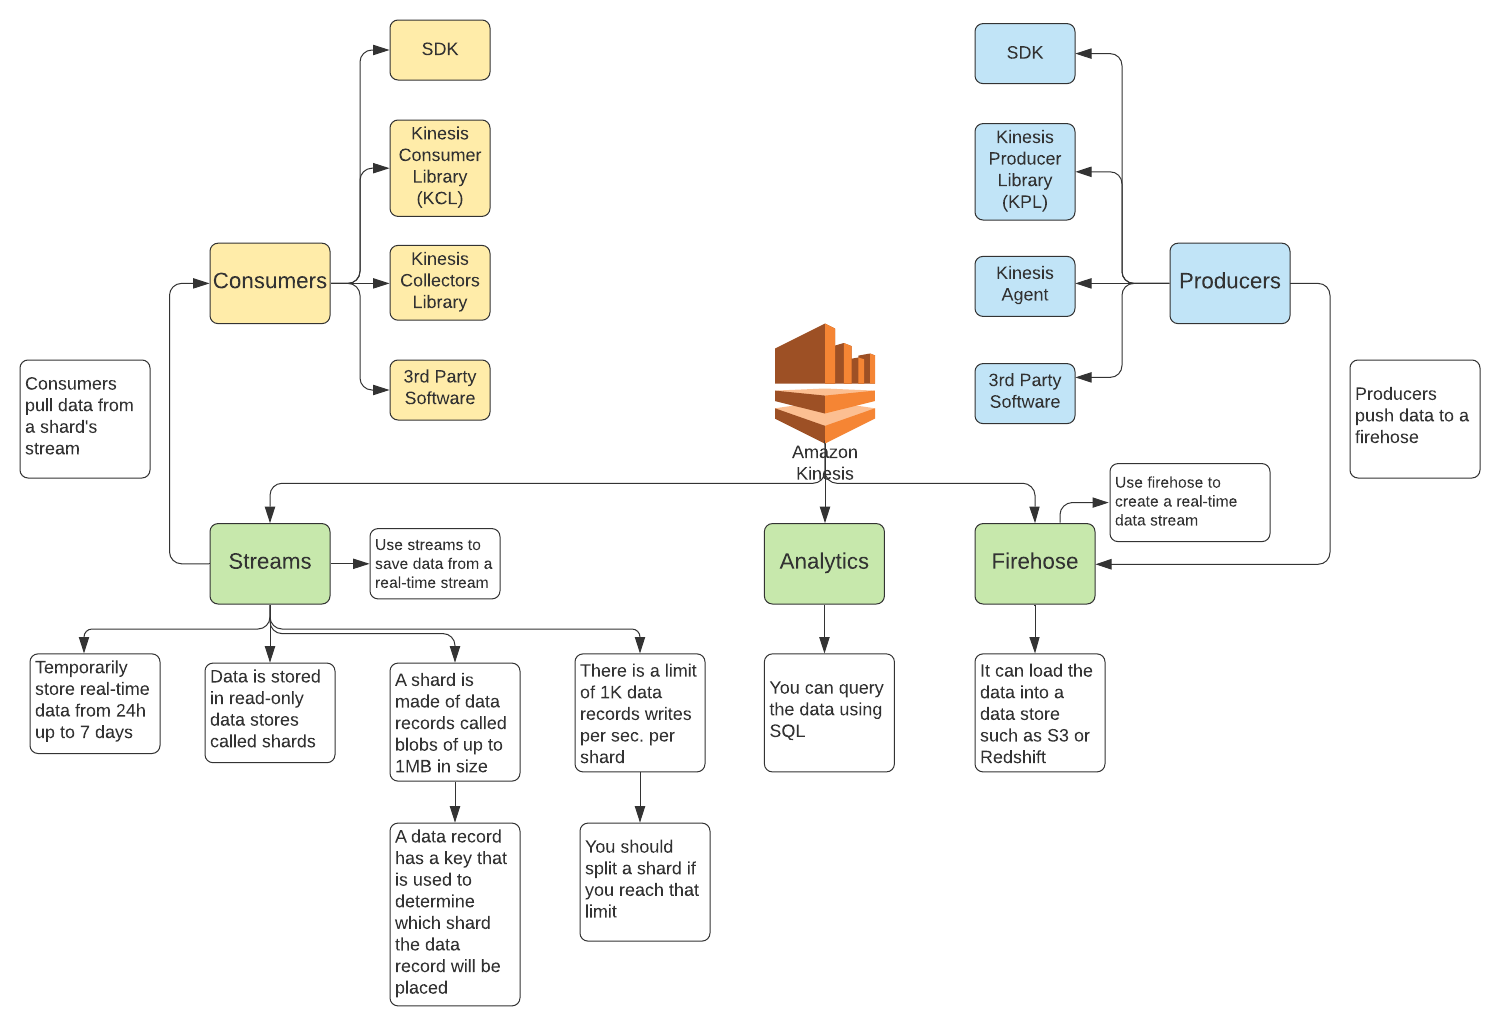 SDK
Kinesis
Consumer
Library
(KCL)
Consumers
Kinesis
Collectors
Library
3rd Party
Software
Consumers
pull data from
a shard's
stream
SDK
Kinesis
Producer
Library
(KPL)
Kinesis
Agent
Producers
3rd Party
Software
Producers
push data to a
firehose
Amazon
Kinesis
Streams
Use streams to
save data from a
real-time stream
Analytics
Firehose
Use firehose to
create a real-time
data stream
Temporarily
store real-time
data from 24h
up to 7 days
Data is stored
in read-only
data stores
called shards
A shard is
made of data
records called
blobs of up to
1MB in size
There is a limit
of 1K data
records writes
per sec. per
shard
You can query
the data using
SQL
It can load the
data into a
data store
such as S3 or
Redshift
A data record
has a key that
is used to
determine
which shard
the data
record will be
placed
You should
split a shard if
you reach that
limit